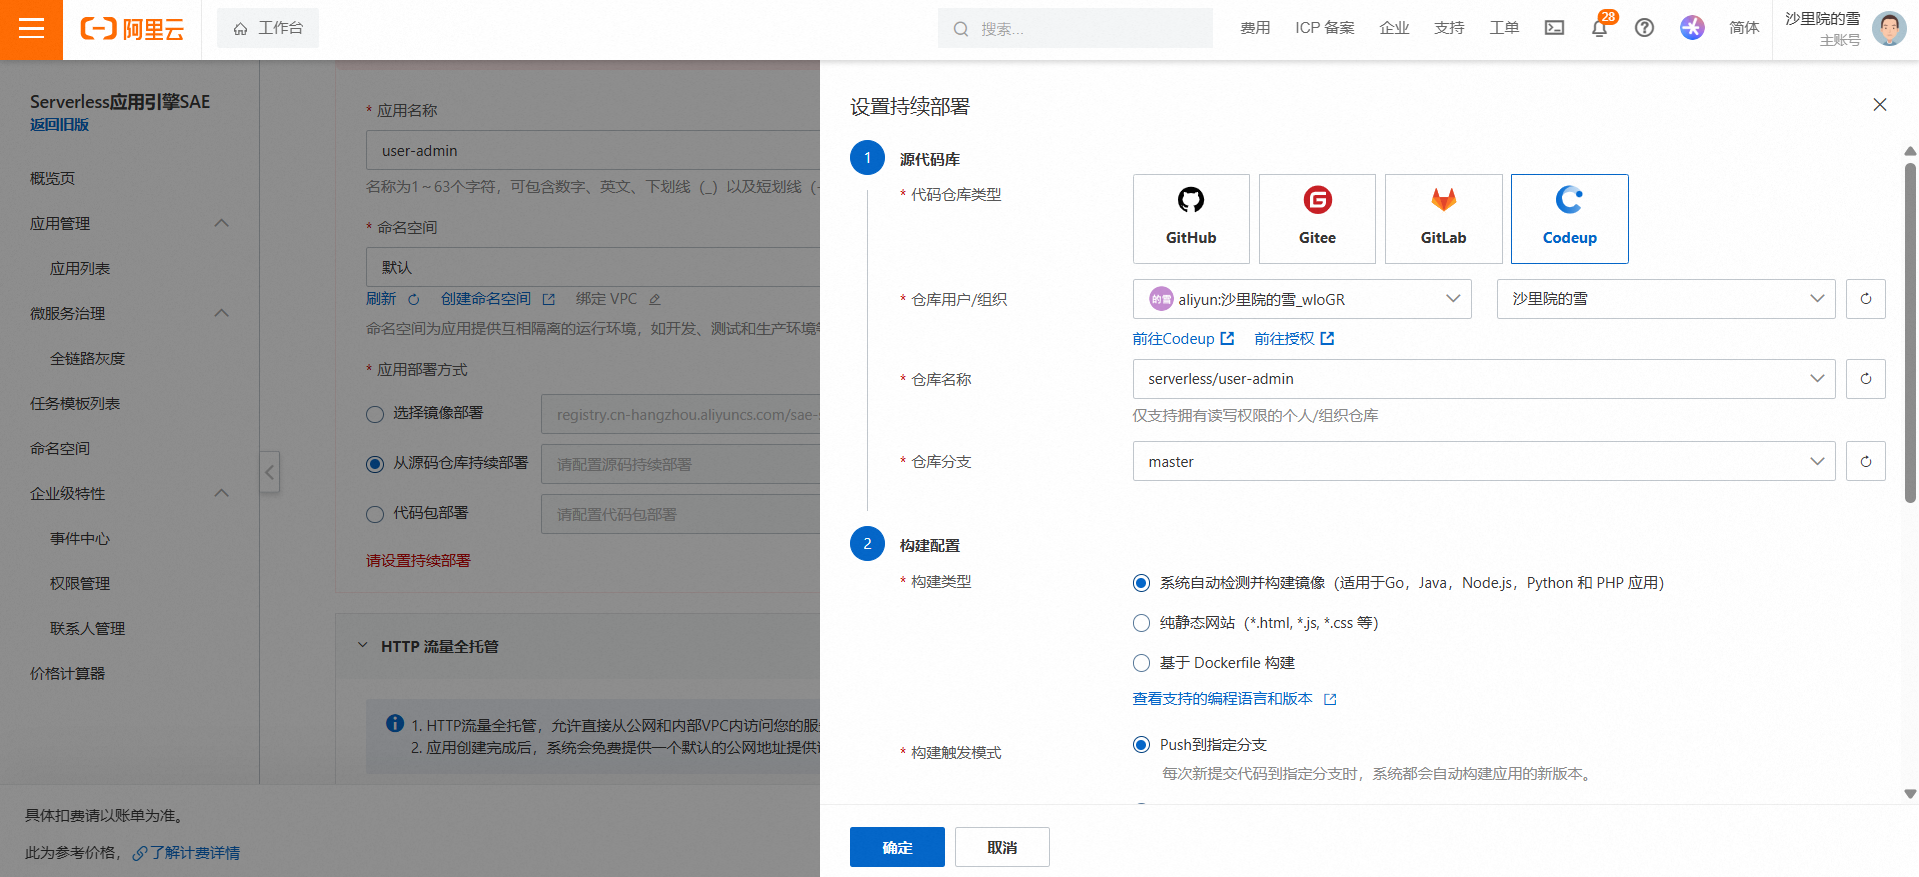 阿里云
工作台
搜索...
费用
ICP 备案
企业
支持
工单
28
简体
沙里院的雪
主账号
Serverless应用引擎SAE
返回旧版
概览页
应用管理
应用列表
微服务治理
全链路灰度
任务模板列表
命名空间
企业级特性
事件中心
权限管理
联系人管理
价格计算器
具体扣费请以账单为准。
此为参考价格， 了解计费详情
* 应用名称
user-admin
名称为1～63个字符，可包含数字、英文、下划线（_）以及短划线（-
* 命名空间
默认
刷新 创建命名空间 绑定 VPC
命名空间为应用提供互相隔离的运行环境，如开发、测试和生产环境等
* 应用部署方式
选择镜像部署
registry.cn-hangzhou.aliyuncs.com/sae-s
从源码仓库持续部署
请配置源码持续部署
代码包部署
请配置代码包部署
请设置持续部署
HTTP 流量全托管
1. HTTP流量全托管，允许直接从公网和内部VPC内访问您的服
2. 应用创建完成后，系统会免费提供一个默认的公网地址提供
设置持续部署
1 源代码库
* 代码仓库类型
GitHub
Gitee
GitLab
Codeup
* 仓库用户/组织
的雪 aliyun:沙里院的雪_wloGR
沙里院的雪
前往Codeup 前往授权
* 仓库名称
serverless/user-admin
仅支持拥有读写权限的个人/组织仓库
* 仓库分支
master
2 构建配置
* 构建类型
系统自动检测并构建镜像（适用于Go，Java，Node.js，Python 和 PHP 应用）
纯静态网站（*.html, *.js, *.css 等）
基于 Dockerfile 构建
查看支持的编程语言和版本
* 构建触发模式
Push到指定分支
每次新提交代码到指定分支时，系统都会自动构建应用的新版本。
确定
取消